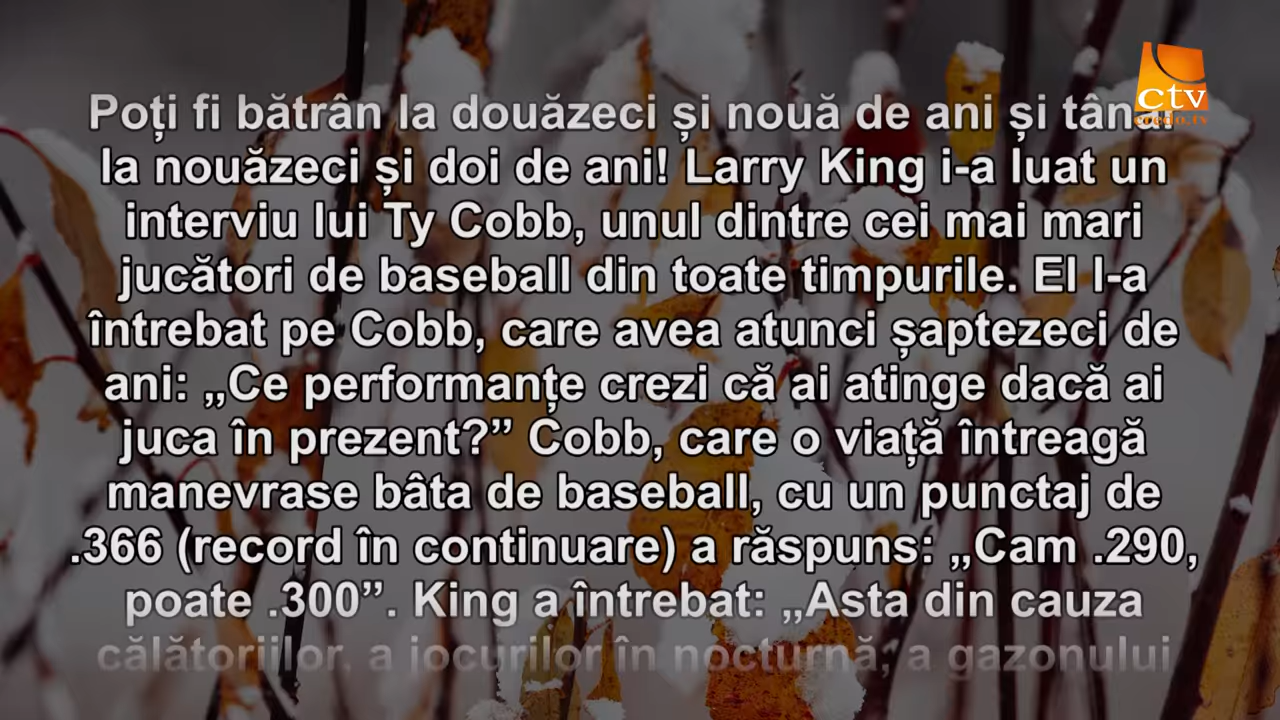 Poți fi bătrân la douăzeci și nouă de ani și tânăr
la nouăzeci și doi de ani! Larry King i-a luat un
interviu lui Ty Cobb, unul dintre cei mai mari
jucători de baseball din toate timpurile. El l-a
întrebat pe Cobb, care avea atunci șaptezeci de
ani: „Ce performanțe crezi că ai atinge dacă ai
juca în prezent?” Cobb, care o viață întreagă
manevrase bâta de baseball, cu un punctaj de
.366 (record în continuare) a răspuns: „Cam .290,
poate .300”. King a întrebat: „Asta din cauza
călătoriilor, a jocurilor în nocturnă, a gazonului
ctv
credo.tv